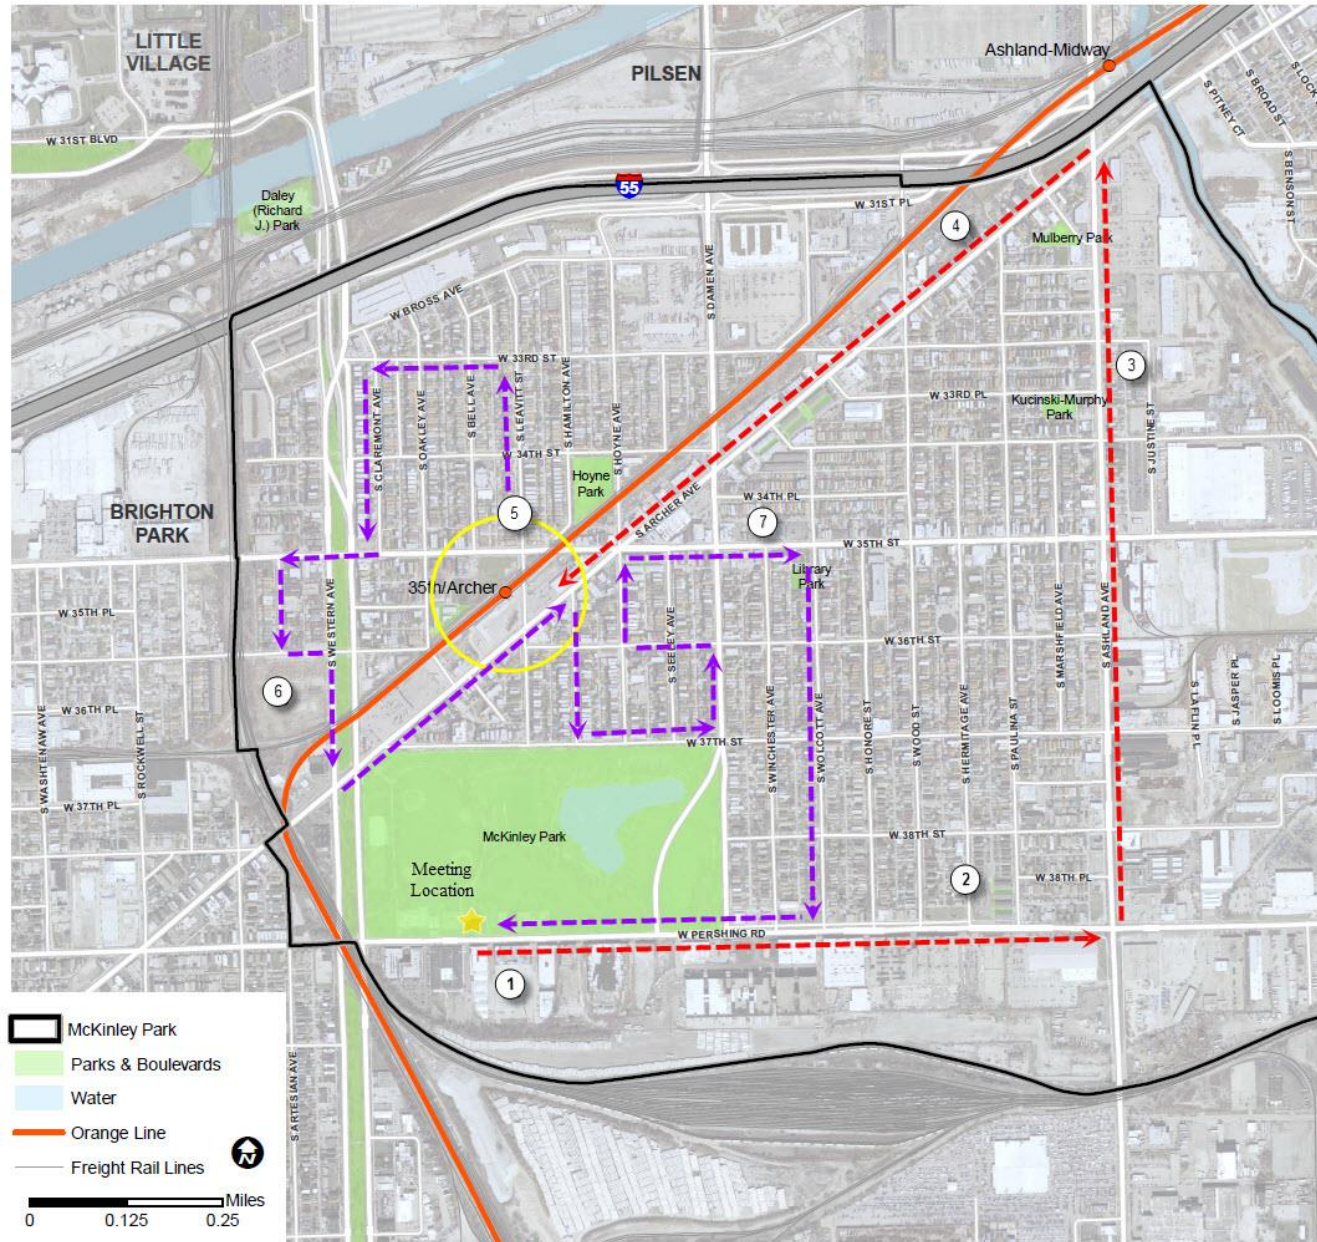 LITTLE
VILLAGE
PILSEN
Ashland-Midway
S PITNEY CT
S BROAD ST
S LOCK
S BENSON ST
W 31ST BLVD
55
Daley
(Richard
J.) Park
W 31ST PL
4
Mulberry Park
W BROSS AVE
S DAMEN AVE
W 33RD ST
3
S CLAREMONT AVE
S OAKLEY AVE
S BELL AVE
S LEAVITT ST
S HAMILTON AVE
S HOYNE AVE
W 33RD PL
Kucinski-Murphy
Park
S JUSTINE ST
W 34TH ST
Hoyne
Park
S ARCHER AVE
W 34TH PL
BRIGHTON
PARK
5
7
W 35TH ST
35th/Archer
Library
Park
W 35TH PL
S WESTERN AVE
S SEELEY AVE
W 36TH ST
S MARSHFIELD AVE
S ASHLAND AVE
6
W 36TH PL
S WASHTENAW AVE
S ROCKWELL ST
W 37TH ST
S WINCHESTER AVE
S WOLCOTT AVE
S HONORE ST
S WOOD ST
S HERMITAGE AVE
S PAULINA ST
S LAFLIN PL
S JASPER PL
S LOOMIS PL
W 37TH PL
McKinley Park
W 38TH ST
Meeting
Location
2
W 38TH PL
W PERSHING RD
1
McKinley Park
Parks & Boulevards
Water
Orange Line
Freight Rail Lines
N
Miles
0 0.125 0.25
S ARTESIAN AVE